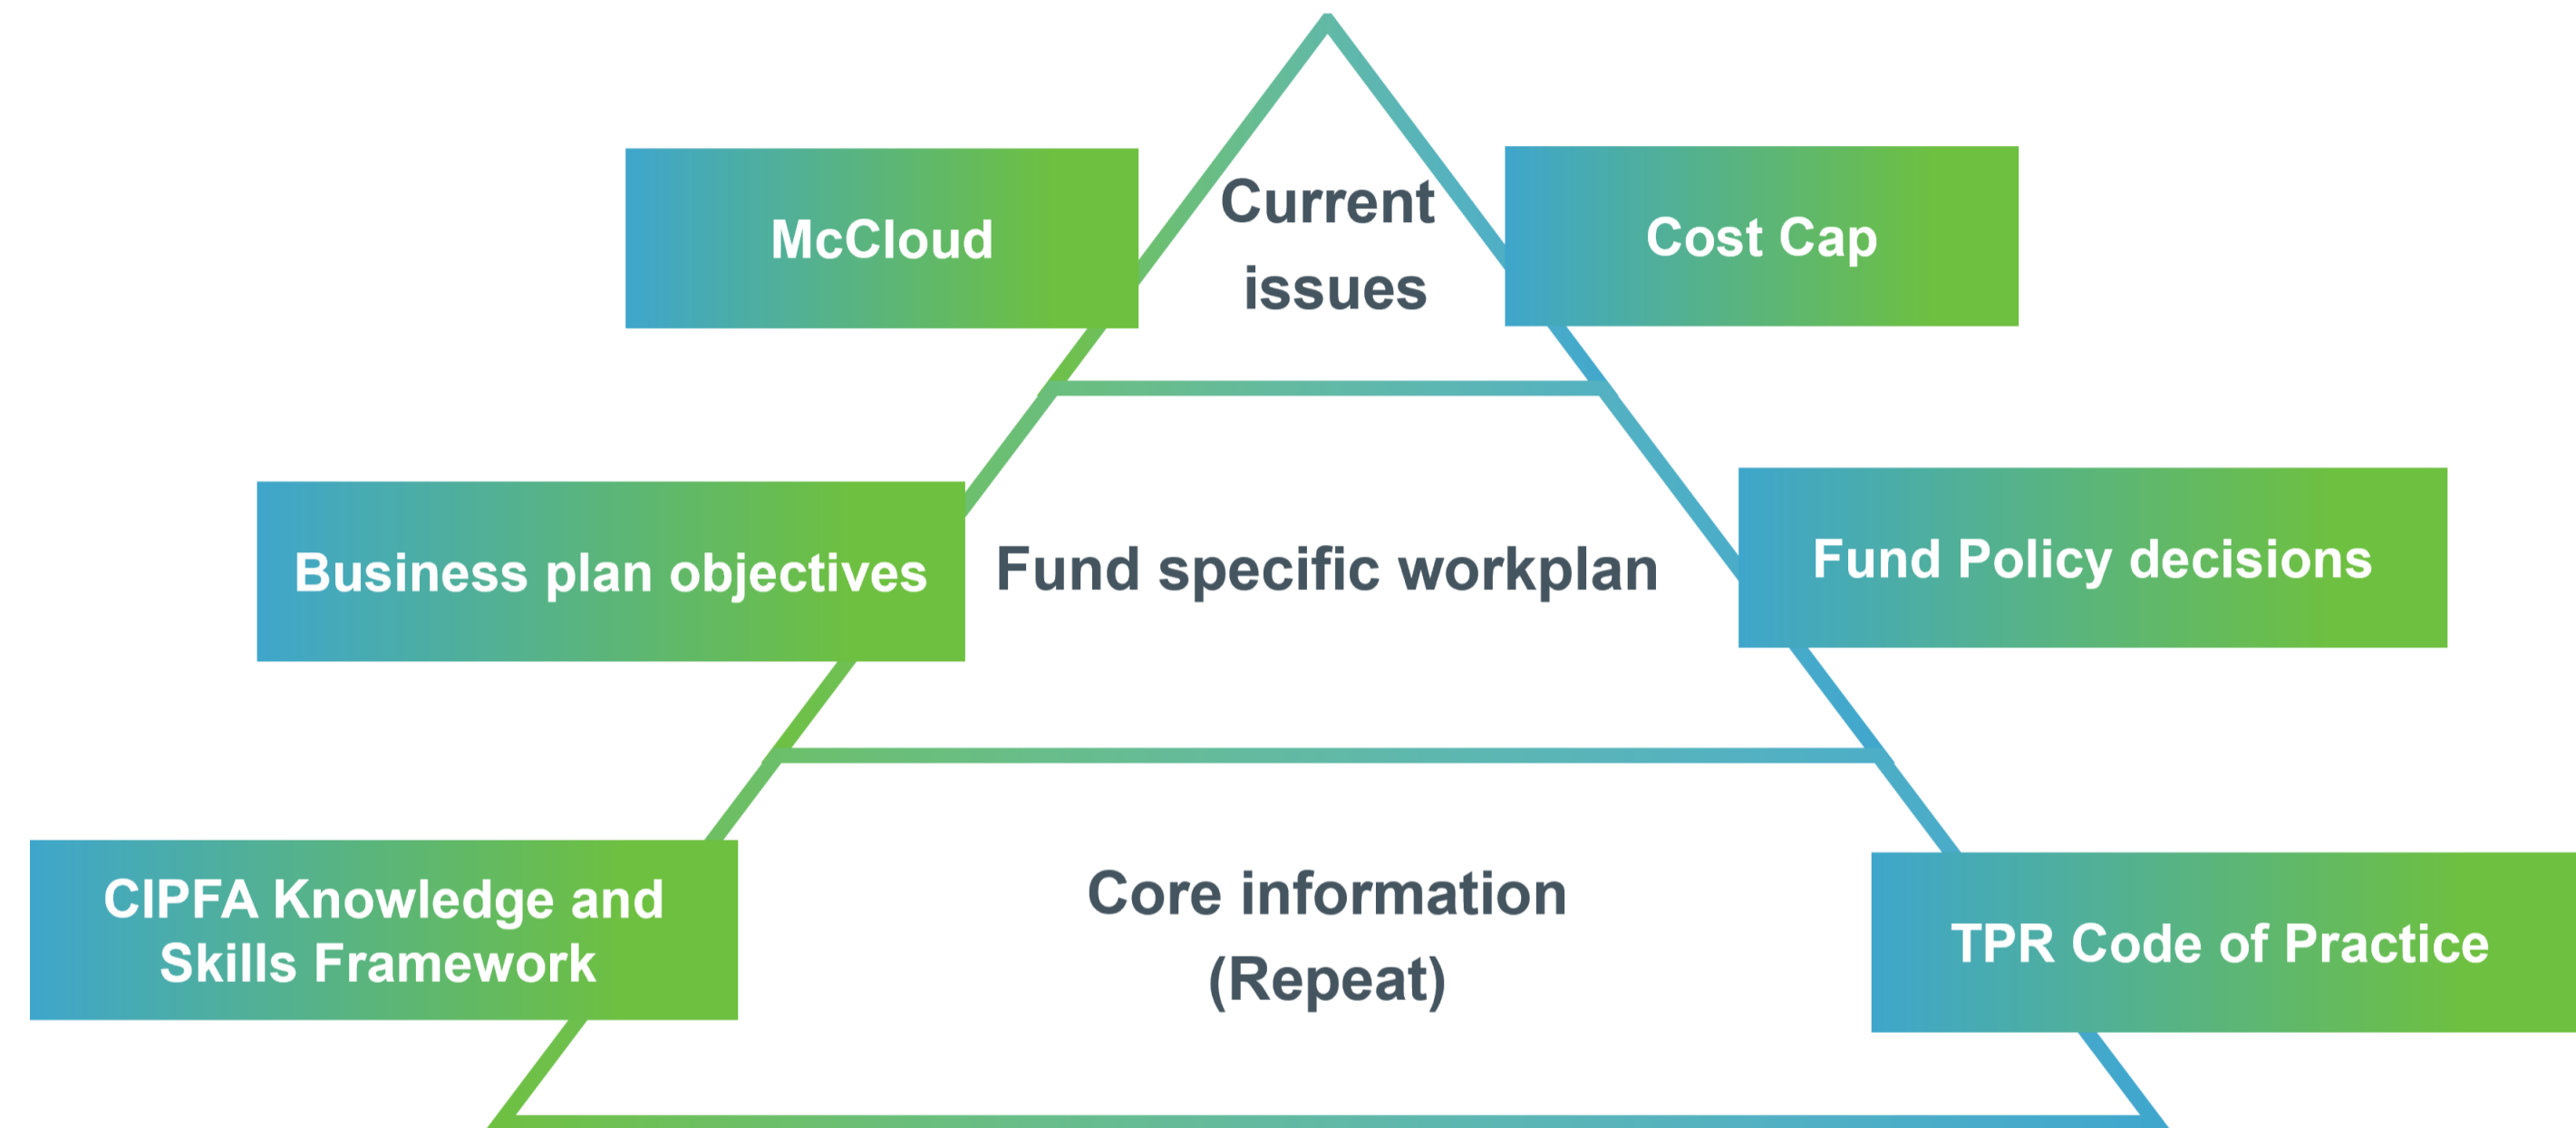 McCloud
Current
issues
Cost Cap
Business plan objectives
Fund specific workplan
Fund Policy decisions
CIPFA Knowledge and
Skills Framework
Core information
(Repeat)
TPR Code of Practice